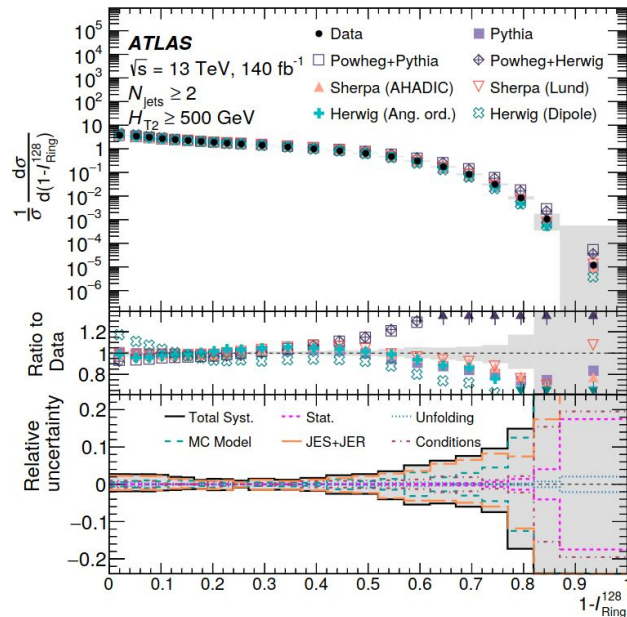 ATLAS
√s = 13 TeV, 140 fb⁻¹
N_jets ≥ 2
H_T2 ≥ 500 GeV
Data
Pythia
Powheg+Pythia
Powheg+Herwig
Sherpa (AHADIC)
Sherpa (Lund)
Herwig (Ang. ord.)
Herwig (Dipole)
1/σ dσ/d(1-I_Ring^128)
10⁵
10⁴
10³
10²
10
1
10⁻¹
10⁻²
10⁻³
10⁻⁴
10⁻⁵
10⁻⁶
Ratio to
Data
1.2
1
0.8
Relative
uncertainty
0.2
0.1
0
−0.1
−0.2
Total Syst.
Stat.
Unfolding
MC Model
JES+JER
Conditions
0 0.1 0.2 0.3 0.4 0.5 0.6 0.7 0.8 0.9 1
1-I_Ring^128